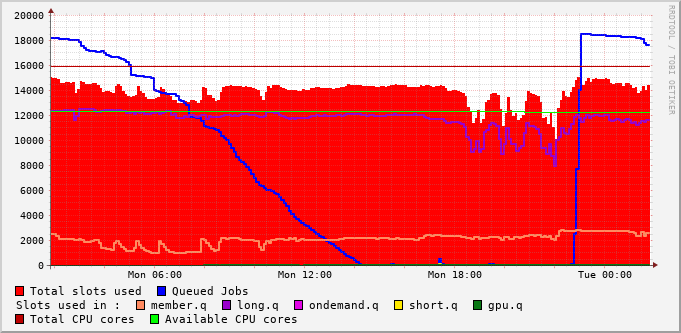 20000
18000
16000
14000
12000
10000
8000
6000
4000
2000
0
Mon 06:00 Mon 12:00 Mon 18:00 Tue 00:00
RRDTOOL / TOBI OETIKER
Total slots used Queued Jobs
Slots used in : member.q long.q ondemand.q short.q gpu.q
Total CPU cores Available CPU cores